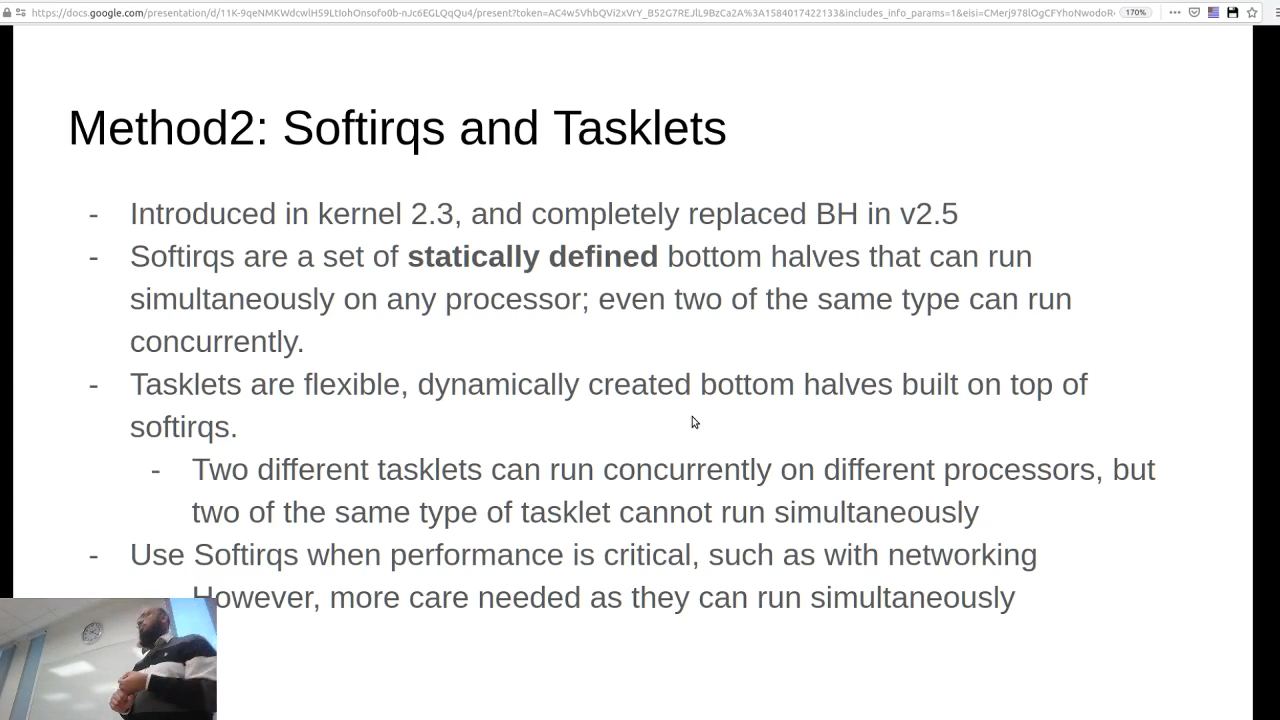 170%
Method2: Softirqs and Tasklets
- Introduced in kernel 2.3, and completely replaced BH in v2.5
- Softirqs are a set of statically defined bottom halves that can run
simultaneously on any processor; even two of the same type can run
concurrently.
- Tasklets are flexible, dynamically created bottom halves built on top of
softirqs.
- Two different tasklets can run concurrently on different processors, but
two of the same type of tasklet cannot run simultaneously
- Use Softirqs when performance is critical, such as with networking
However, more care needed as they can run simultaneously